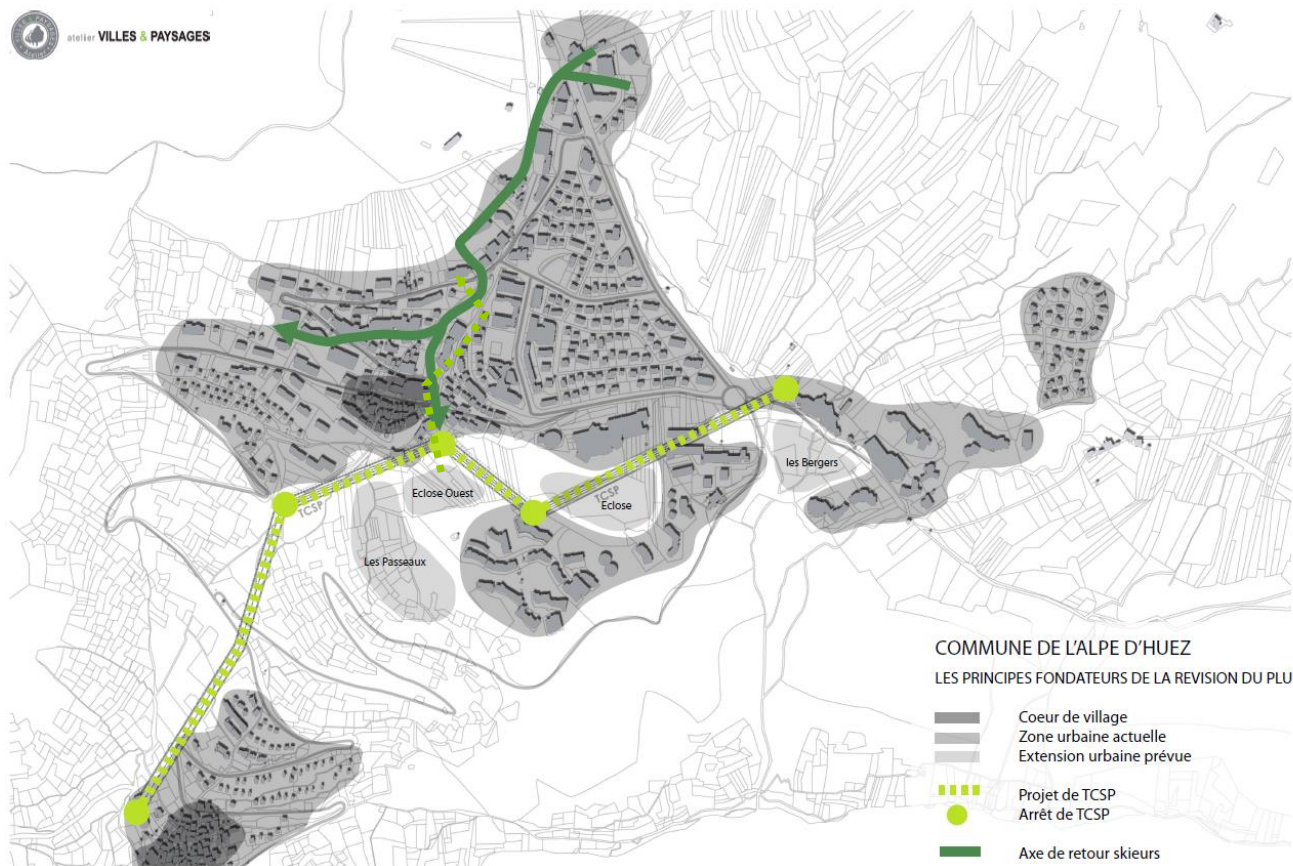 atelier VILLES & PAYSAGES
les Bergers
Eclose Ouest
TCSP
Eclose
TCSP
Les Passeaux
COMMUNE DE L'ALPE D'HUEZ
LES PRINCIPES FONDATEURS DE LA REVISION DU PLU
Coeur de village
Zone urbaine actuelle
Extension urbaine prévue
Projet de TCSP
Arrêt de TCSP
Axe de retour skieurs